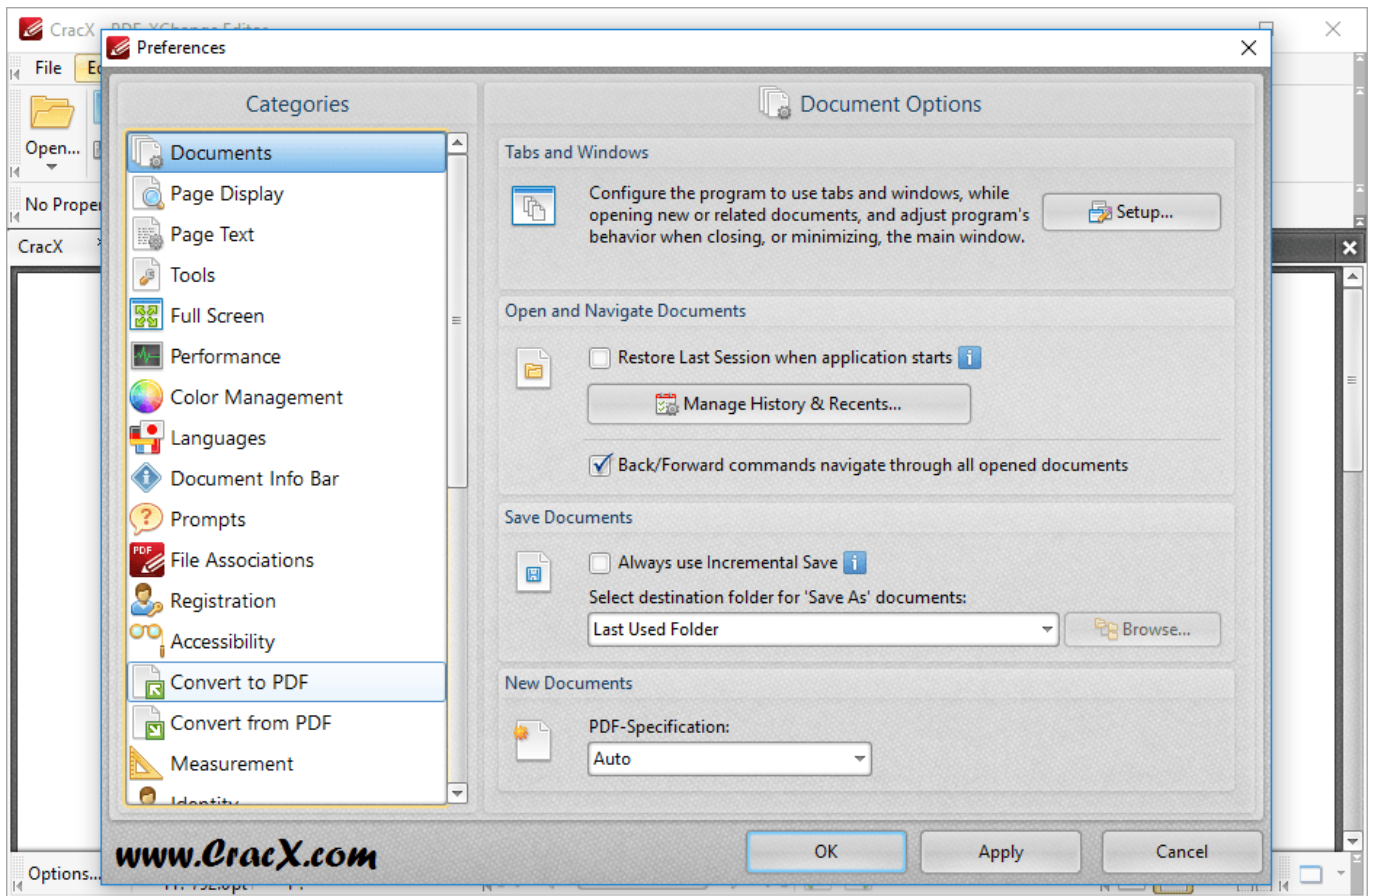 CracX - PDF-XChange Editor
Preferences
File
Open...
No Proper
CracX
Categories
Documents
Page Display
Page Text
Tools
Full Screen
Performance
Color Management
Languages
Document Info Bar
Prompts
PDF
File Associations
Registration
Accessibility
Convert to PDF
Convert from PDF
Measurement
Identity
Document Options
Tabs and Windows
Configure the program to use tabs and windows, while
opening new or related documents, and adjust program's
behavior when closing, or minimizing, the main window.
Setup...
Open and Navigate Documents
Restore Last Session when application starts
Manage History & Recents...
Back/Forward commands navigate through all opened documents
Save Documents
Always use Incremental Save
Select destination folder for 'Save As' documents:
Last Used Folder
Browse...
New Documents
PDF-Specification:
Auto
www.CracX.com
OK
Apply
Cancel
Options...